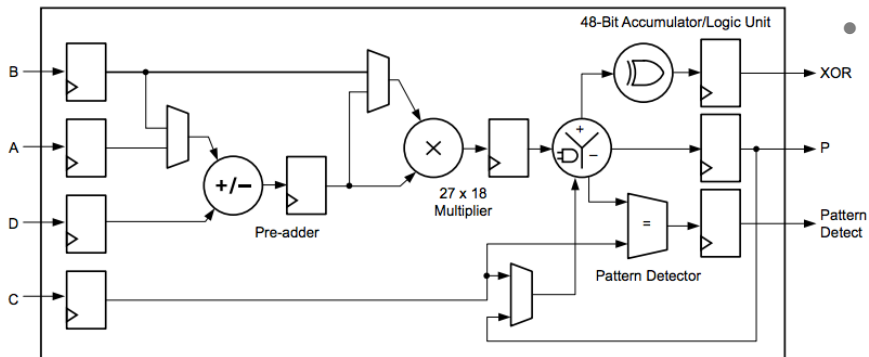 48-Bit Accumulator/Logic Unit
B
XOR
A
+
-
P
+/−
×
27 x 18
Multiplier
D
Pre-adder
=
Pattern
Detect
Pattern Detector
C